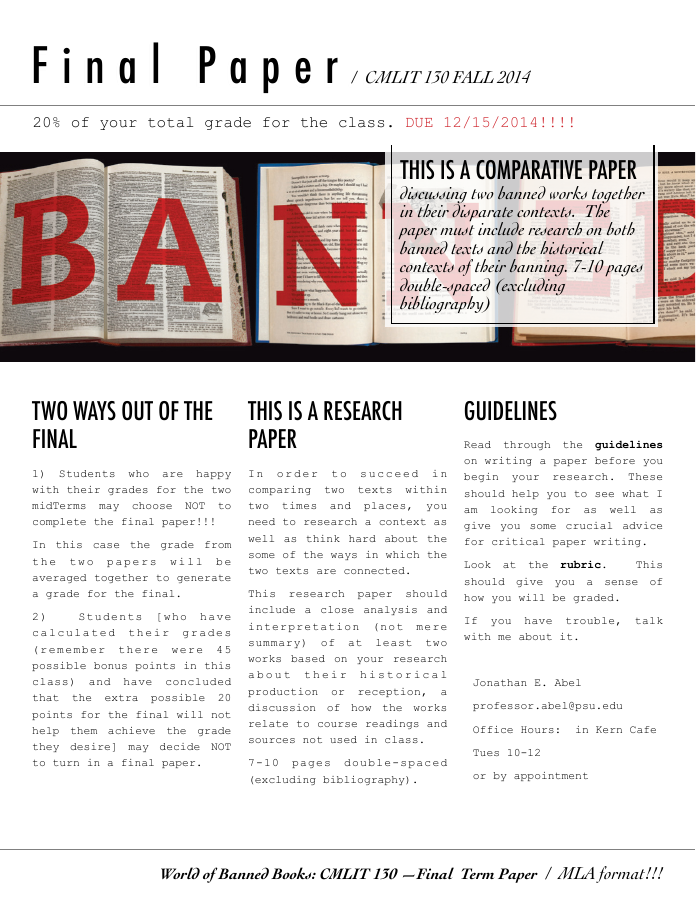 Final Paper / CMLIT 130 FALL 2014
20% of your total grade for the class. DUE 12/15/2014!!!!
BANNED
THIS IS A COMPARATIVE PAPER
discussing two banned works together
in their disparate contexts. The
paper must include research on both
banned texts and the historical
contexts of their banning. 7-10 pages
double-spaced (excluding
bibliography)
TWO WAYS OUT OF THE
FINAL
1) Students who are happy
with their grades for the two
midTerms may choose NOT to
complete the final paper!!!
In this case the grade from
the two papers will be
averaged together to generate
a grade for the final.
2) Students [who have
calculated their grades
(remember there were 45
possible bonus points in this
class) and have concluded
that the extra possible 20
points for the final will not
help them achieve the grade
they desire] may decide NOT
to turn in a final paper.
THIS IS A RESEARCH
PAPER
In order to succeed in
comparing two texts within
two times and places, you
need to research a context as
well as think hard about the
some of the ways in which the
two texts are connected.
This research paper should
include a close analysis and
interpretation (not mere
summary) of at least two
works based on your research
about their historical
production or reception, a
discussion of how the works
relate to course readings and
sources not used in class.
7-10 pages double-spaced
(excluding bibliography).
GUIDELINES
Read through the guidelines
on writing a paper before you
begin your research. These
should help you to see what I
am looking for as well as
give you some crucial advice
for critical paper writing.
Look at the rubric. This
should give you a sense of
how you will be graded.
If you have trouble, talk
with me about it.
Jonathan E. Abel
professor.abel@psu.edu
Office Hours: in Kern Cafe
Tues 10-12
or by appointment
World of Banned Books: CMLIT 130 —Final Term Paper / MLA format!!!